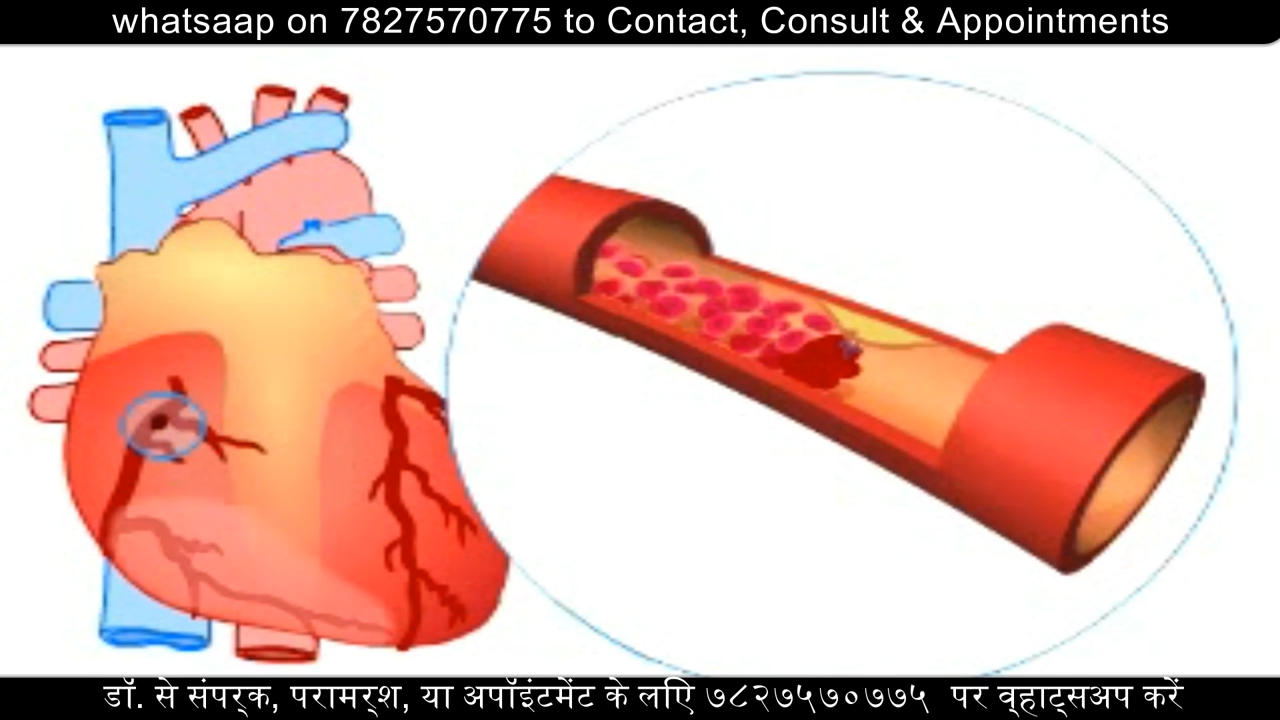 whatsaap on 7827570775 to Contact, Consult & Appointments
डॉ. से संपर्क, परामर्श, या अपॉइंटमेंट के लिए ७८२७५७०७७५ पर व्हाट्सअप करें